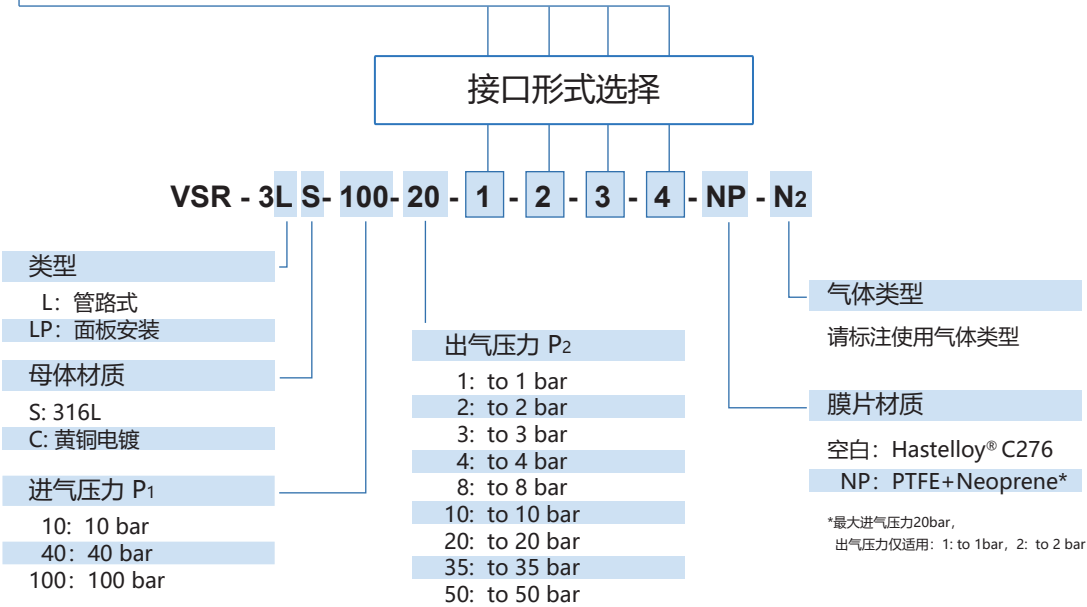 接口形式选择
VSR - 3L S- 100- 20 - 1 - 2 - 3 - 4 - NP - N2
类型
L：管路式
LP：面板安装
母体材质
S: 316L
C: 黄铜电镀
进气压力 P1
10：10 bar
40：40 bar
100：100 bar
出气压力 P2
1：to 1 bar
2：to 2 bar
3：to 3 bar
4：to 4 bar
8：to 8 bar
10：to 10 bar
20：to 20 bar
35：to 35 bar
50：to 50 bar
气体类型
请标注使用气体类型
膜片材质
空白：Hastelloy® C276
NP：PTFE+Neoprene*
*最大进气压力20bar，
出气压力仅适用：1: to 1bar，2：to 2 bar